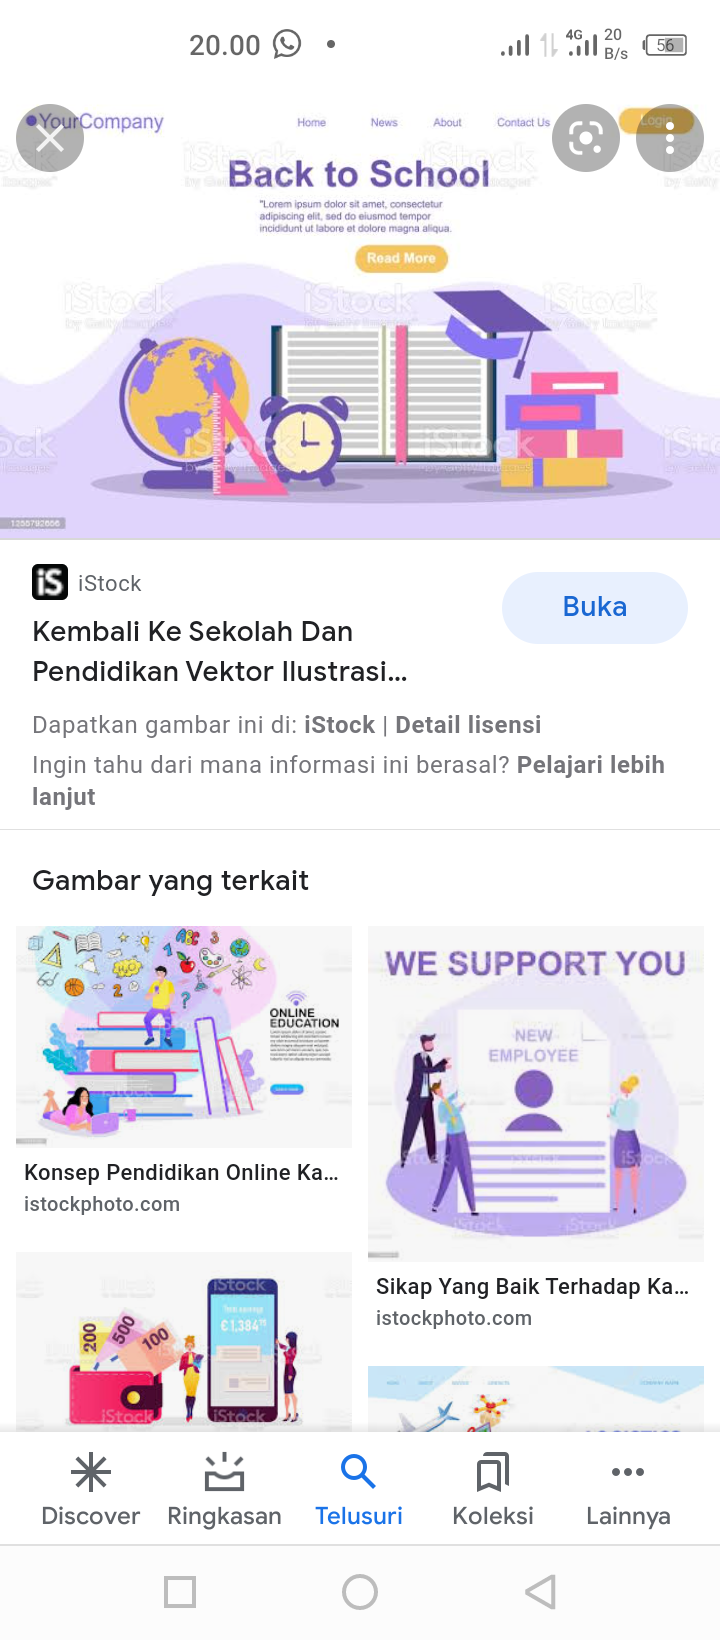 20.00
4G
20
B/s
56
YourCompany
Home
News
About
Contact Us
Login
Back to School
"Lorem ipsum dolor sit amet, consectetur
adipiscing elit, sed do eiusmod tempor
incididunt ut labore et dolore magna aliqua.
Read More
iStock
by Getty Images™
iS iStock
Buka
Kembali Ke Sekolah Dan
Pendidikan Vektor Ilustrasi...
Dapatkan gambar ini di: iStock | Detail lisensi
Ingin tahu dari mana informasi ini berasal? Pelajari lebih
lanjut
Gambar yang terkait
ONLINE
EDUCATION
Konsep Pendidikan Online Ka...
istockphoto.com
WE SUPPORT YOU
NEW
EMPLOYEE
Sikap Yang Baik Terhadap Ka...
istockphoto.com
200
500
100
€1,384
Discover
Ringkasan
Telusuri
Koleksi
Lainnya